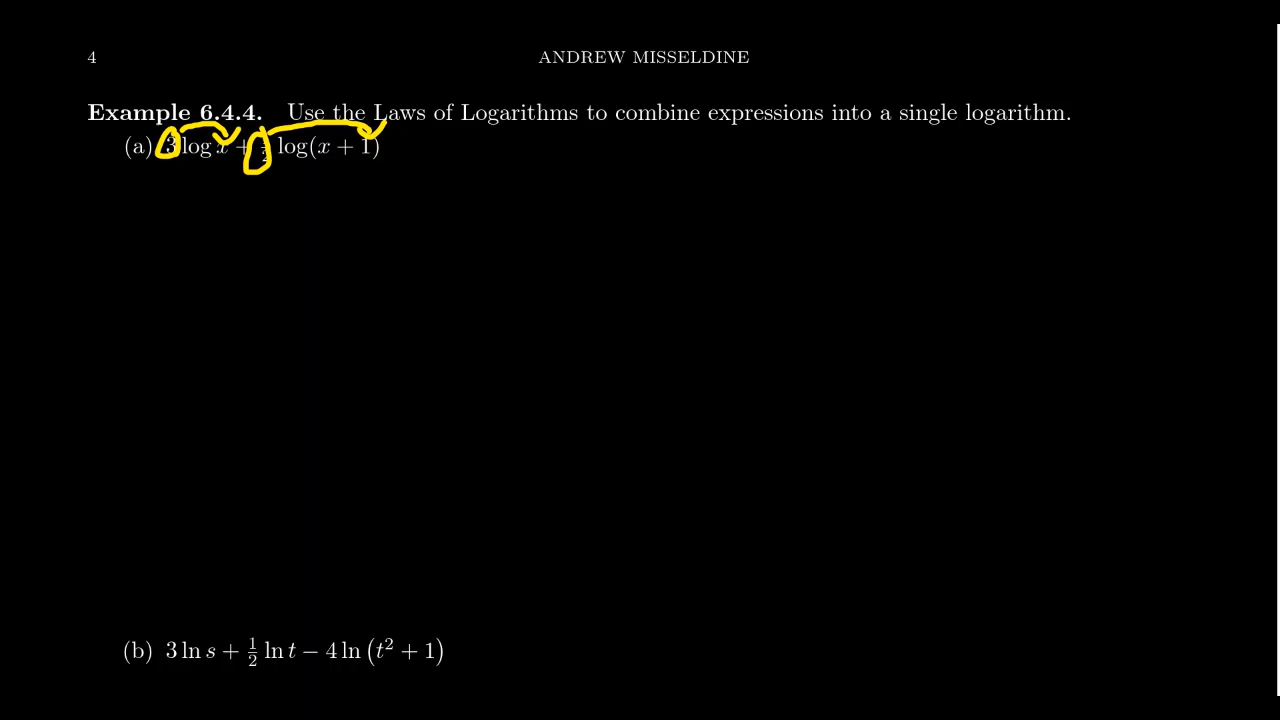 4 ANDREW MISSELDINE
Example 6.4.4. Use the Laws of Logarithms to combine expressions into a single logarithm.
(a) 3 log x + ½ log(x + 1)
(b) 3 ln s + ½ ln t − 4 ln (t² + 1)